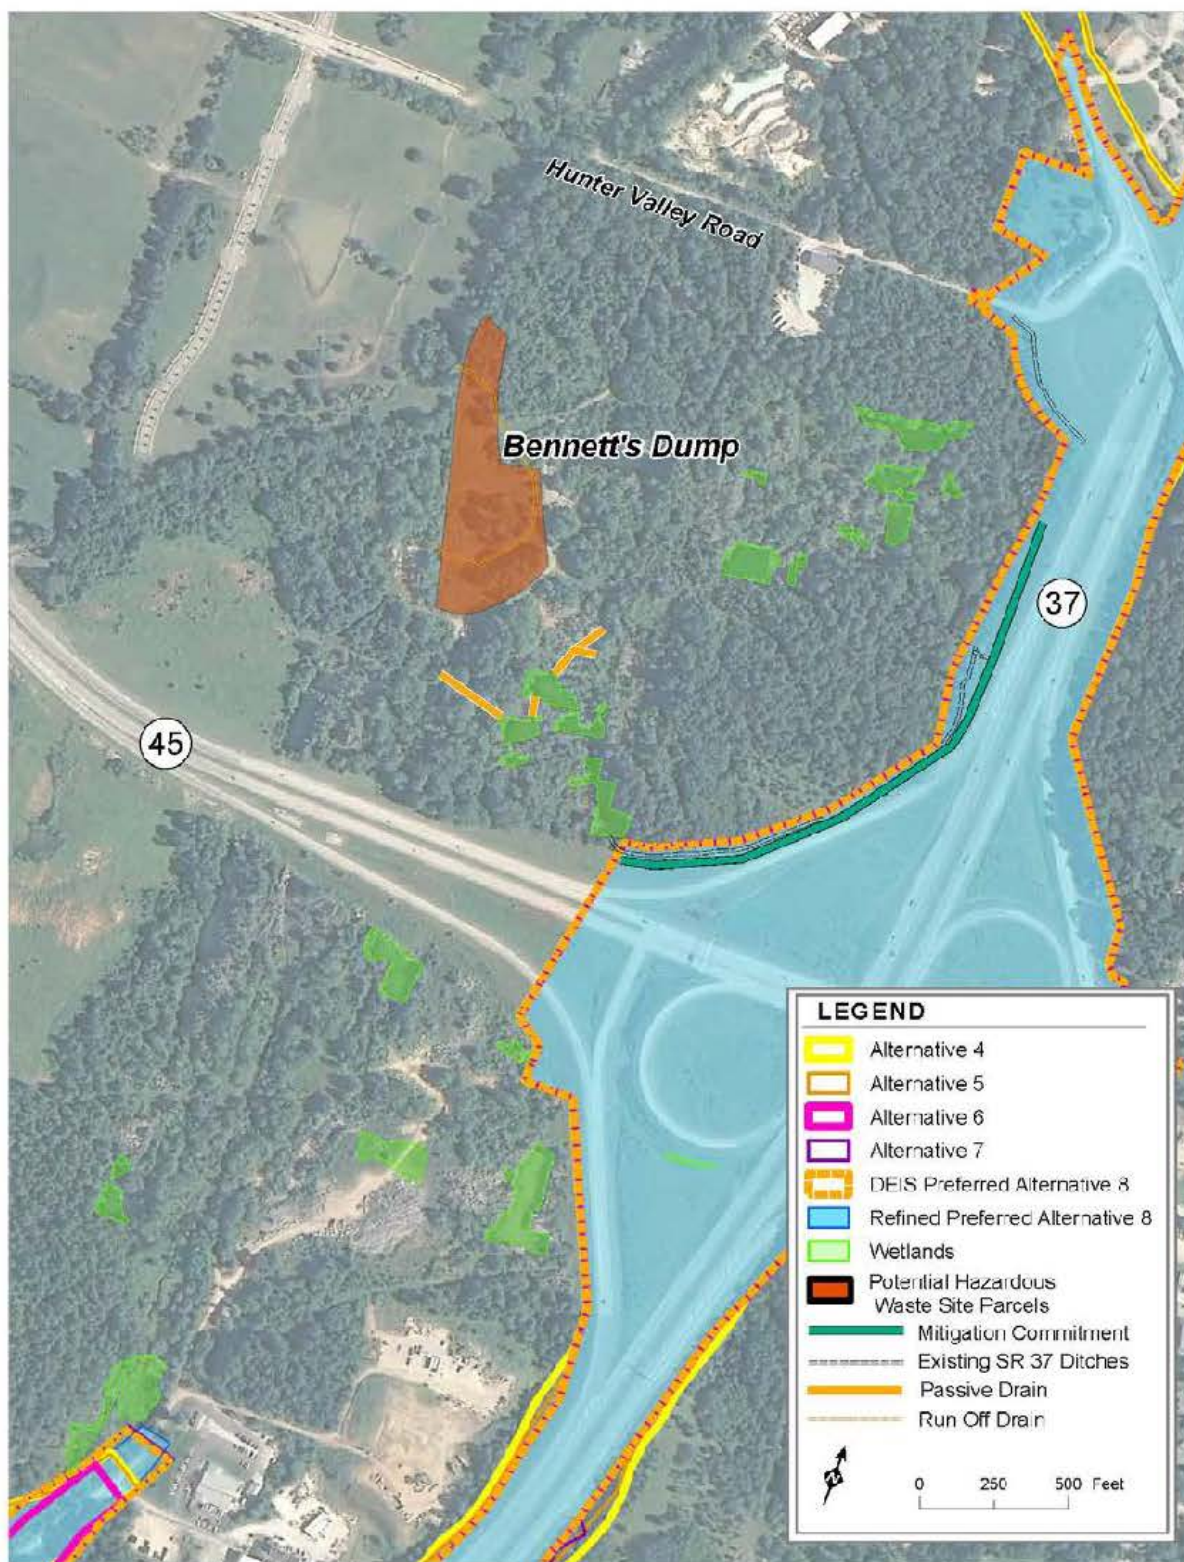 Hunter Valley Road
Bennett's Dump
37
45
LEGEND
Alternative 4
Alternative 5
Alternative 6
Alternative 7
DEIS Preferred Alternative 8
Refined Preferred Alternative 8
Wetlands
Potential Hazardous
Waste Site Parcels
Mitigation Commitment
Existing SR 37 Ditches
Passive Drain
Run Off Drain
N
0 250 500 Feet